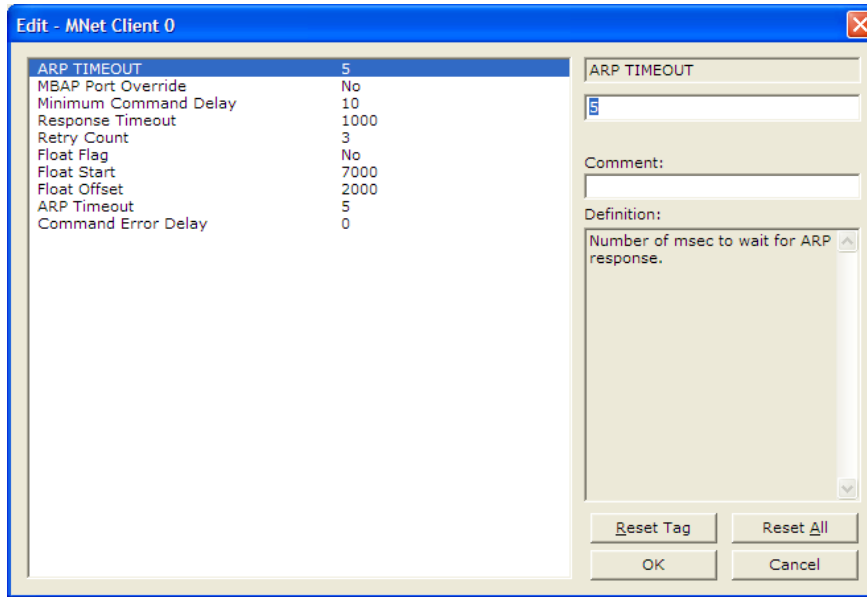 Edit - MNet Client 0
ARP TIMEOUT 5
MBAP Port Override No
Minimum Command Delay 10
Response Timeout 1000
Retry Count 3
Float Flag No
Float Start 7000
Float Offset 2000
ARP Timeout 5
Command Error Delay 0
ARP TIMEOUT
5
Comment:
Definition:
Number of msec to wait for ARP
response.
Reset Tag Reset All
OK Cancel